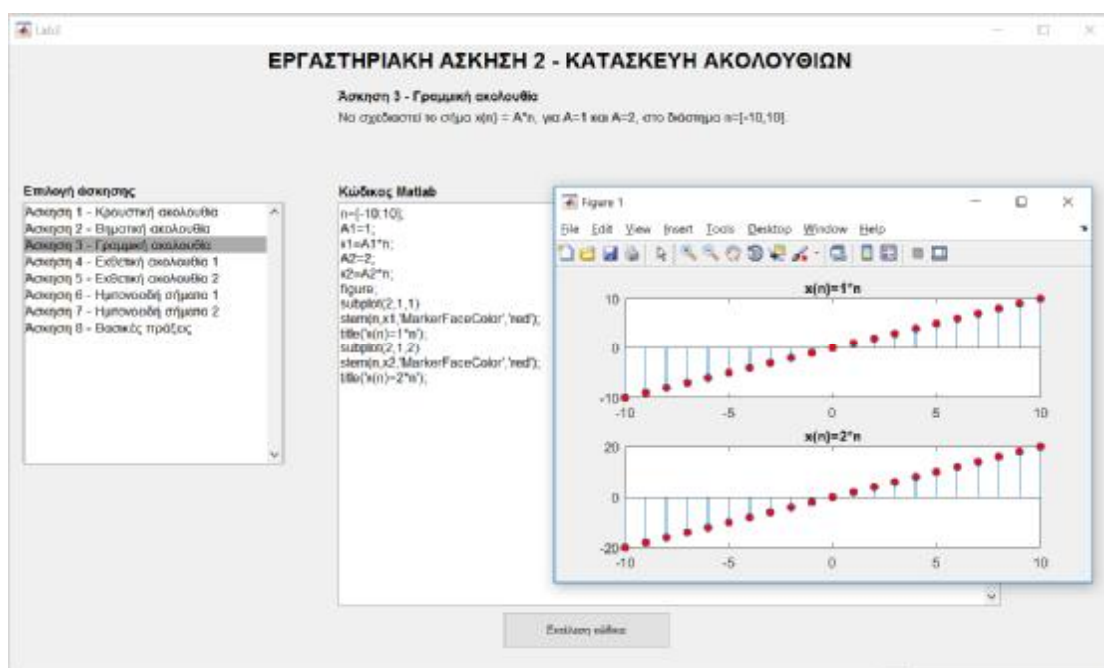 Lab2
ΕΡΓΑΣΤΗΡΙΑΚΗ ΑΣΚΗΣΗ 2 - ΚΑΤΑΣΚΕΥΗ ΑΚΟΛΟΥΘΙΩΝ
Άσκηση 3 - Γραμμική ακολουθία
Να σχεδιαστεί το σήμα x(n) = A*n, για A=1 και A=2, στο διάστημα n=[-10,10].
Επιλογή άσκησης
Άσκηση 1 - Κρουστική ακολουθία
Άσκηση 2 - Βηματική ακολουθία
Άσκηση 3 - Γραμμική ακολουθία
Άσκηση 4 - Εκθετική ακολουθία 1
Άσκηση 5 - Εκθετική ακολουθία 2
Άσκηση 6 - Ημιτονοειδή σήματα 1
Άσκηση 7 - Ημιτονοειδή σήματα 2
Άσκηση 8 - Βασικές πράξεις
Κώδικας Matlab
n=[-10:10];
A1=1;
x1=A1*n;
A2=2;
x2=A2*n;
figure;
subplot(2,1,1)
stem(n,x1,'MarkerFaceColor','red');
title('x(n)=1*n');
subplot(2,1,2)
stem(n,x2,'MarkerFaceColor','red');
title('x(n)=2*n');
Figure 1
File Edit View Insert Tools Desktop Window Help
x(n)=1*n
10
0
-10
-10 -5 0 5 10
x(n)=2*n
20
0
-20
-10 -5 0 5 10
Εκτέλεση κώδικα